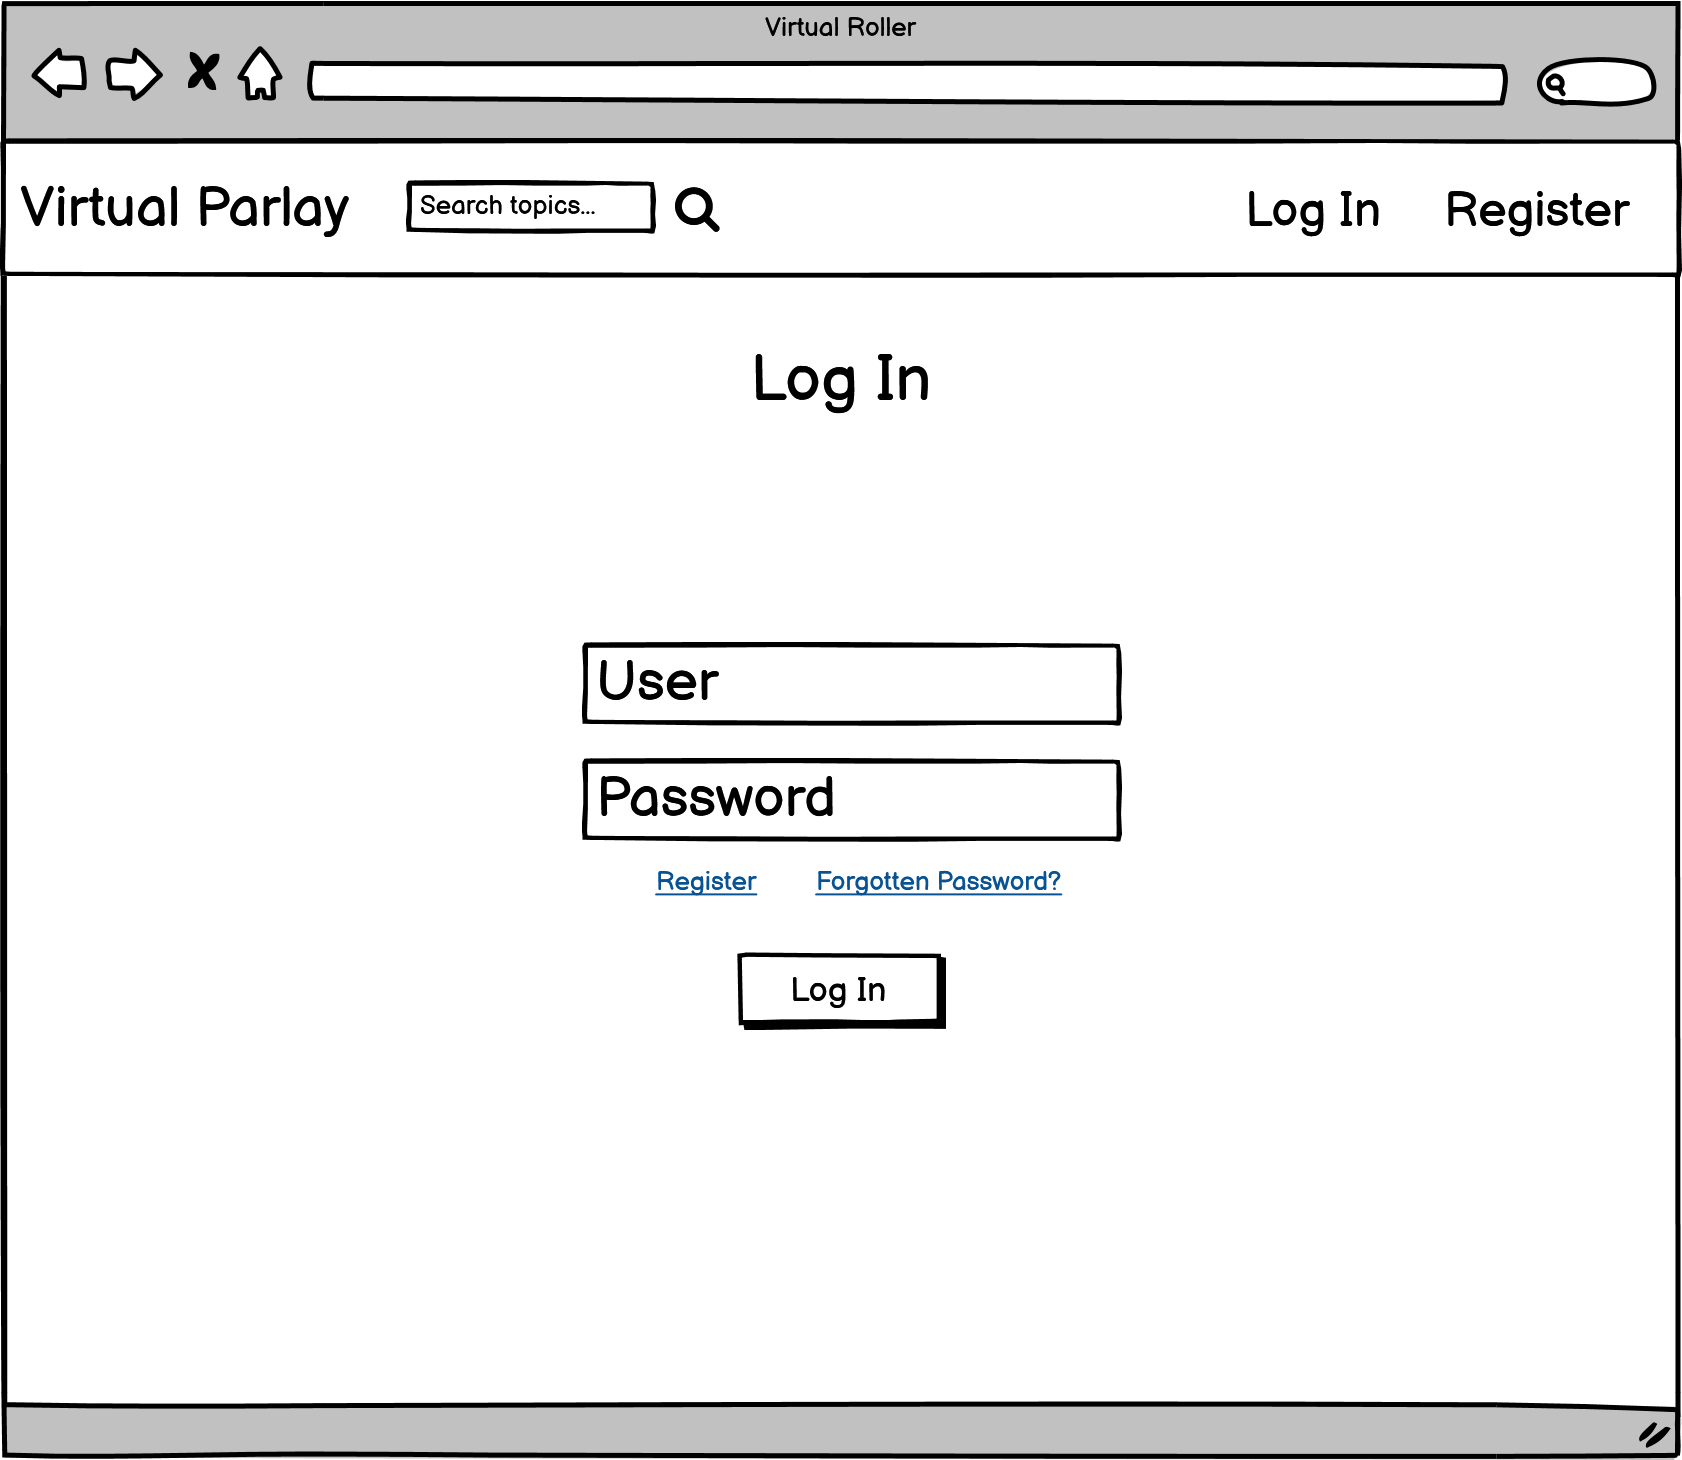 Virtual Roller
Virtual Parlay
Search topics...
Log In
Register
Log In
User
Password
Register
Forgotten Password?
Log In